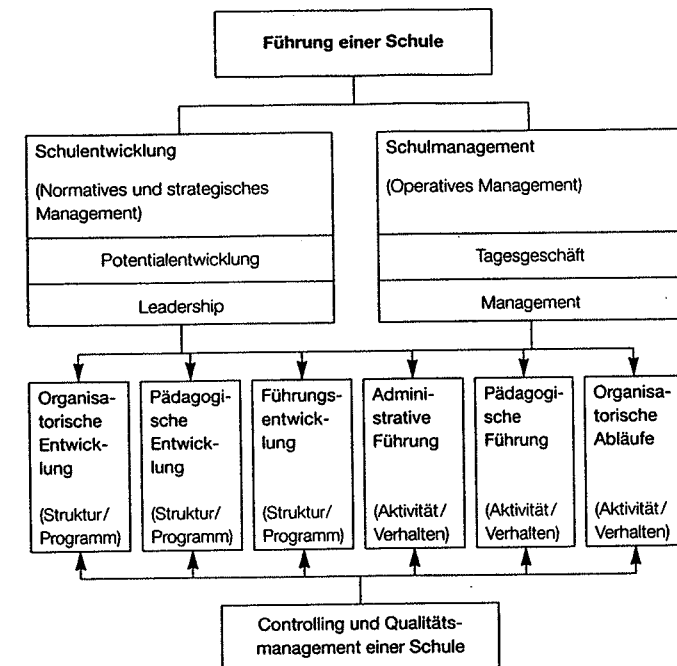 Führung einer Schule
Schulentwicklung
(Normatives und strategisches
Management)
Potentialentwicklung
Leadership
Schulmanagement
(Operatives Management)
Tagesgeschäft
Management
Organisa-
torische
Entwick-
lung
(Struktur/
Programm)
Pädagogi-
sche
Entwick-
lung
(Struktur/
Programm)
Führungs-
entwick-
lung
(Struktur/
Programm)
Admini-
strative
Führung
(Aktivität/
Verhalten)
Pädagogi-
sche
Führung
(Aktivität/
Verhalten)
Organisa-
torische
Abläufe
(Aktivität/
Verhalten)
Controlling und Qualitäts-
management einer Schule